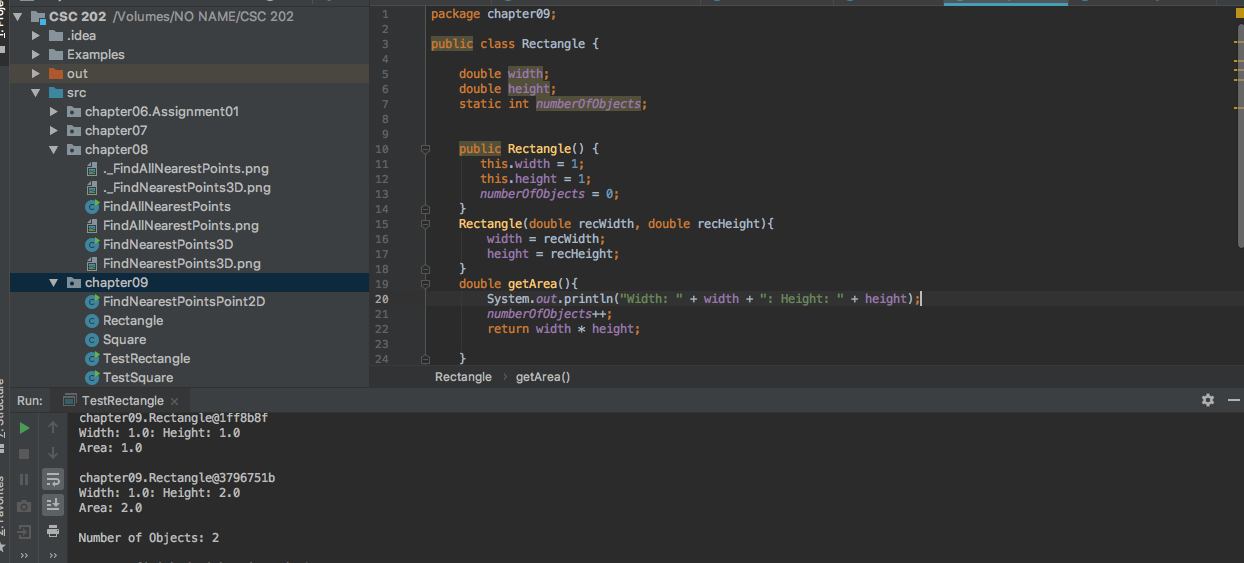 CSC 202 /Volumes/NO NAME/CSC 202
.idea
Examples
out
src
chapter06.Assignment01
chapter07
chapter08
._FindAllNearestPoints.png
._FindNearestPoints3D.png
FindAllNearestPoints
FindAllNearestPoints.png
FindNearestPoints3D
FindNearestPoints3D.png
chapter09
FindNearestPointsPoint2D
Rectangle
Square
TestRectangle
TestSquare
1 package chapter09;
2
3 public class Rectangle {
4
5 double width;
6 double height;
7 static int numberOfObjects;
8
9
10 public Rectangle() {
11 this.width = 1;
12 this.height = 1;
13 numberOfObjects = 0;
14 }
15 Rectangle(double recWidth, double recHeight){
16 width = recWidth;
17 height = recHeight;
18 }
19 double getArea(){
20 System.out.println("Width: " + width + ": Height: " + height);
21 numberOfObjects++;
22 return width * height;
23
24 }
Rectangle getArea()
Run: TestRectangle
chapter09.Rectangle@1ff8b8f
Width: 1.0: Height: 1.0
Area: 1.0
chapter09.Rectangle@3796751b
Width: 1.0: Height: 2.0
Area: 2.0
Number of Objects: 2